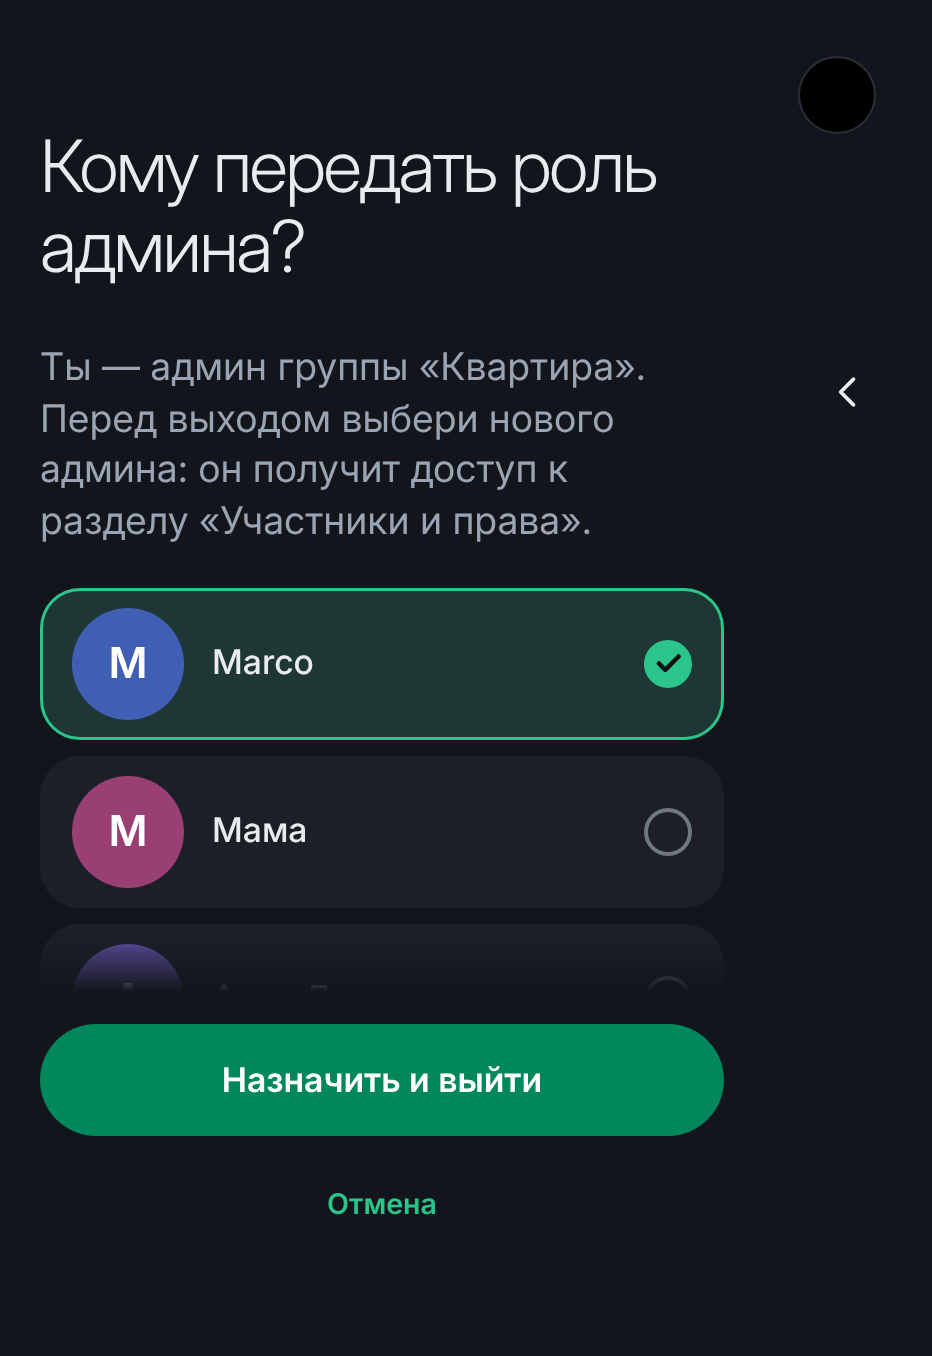 Кому передать роль
админа?
Ты — админ группы «Квартира».
Перед выходом выбери нового
админа: он получит доступ к
разделу «Участники и права».
M Marco
М Мама
Назначить и выйти
Отмена